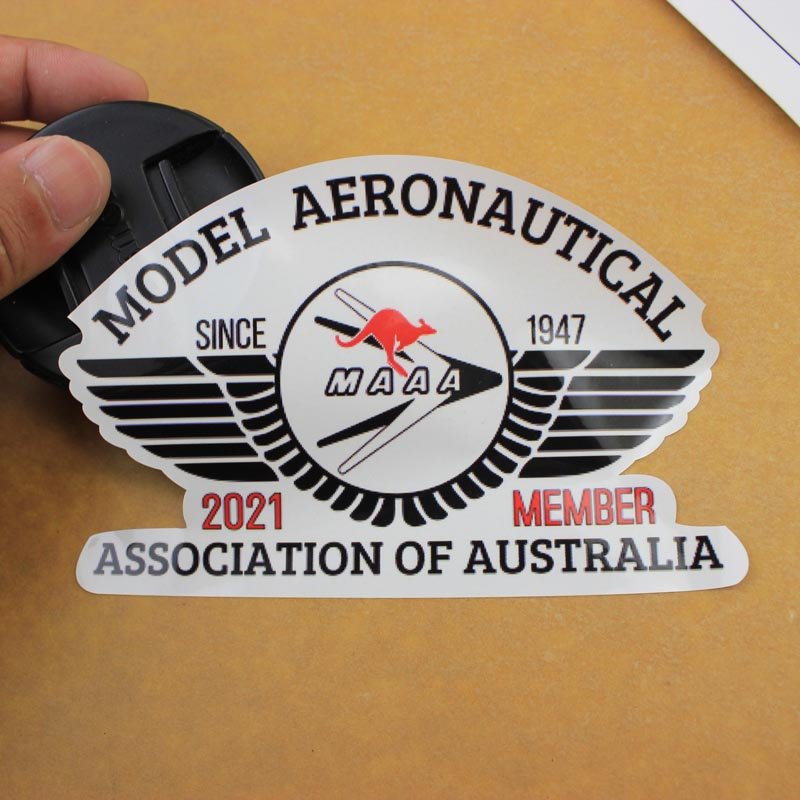 MODEL AERONAUTICAL
SINCE 1947
MAAA
2021 MEMBER
ASSOCIATION OF AUSTRALIA